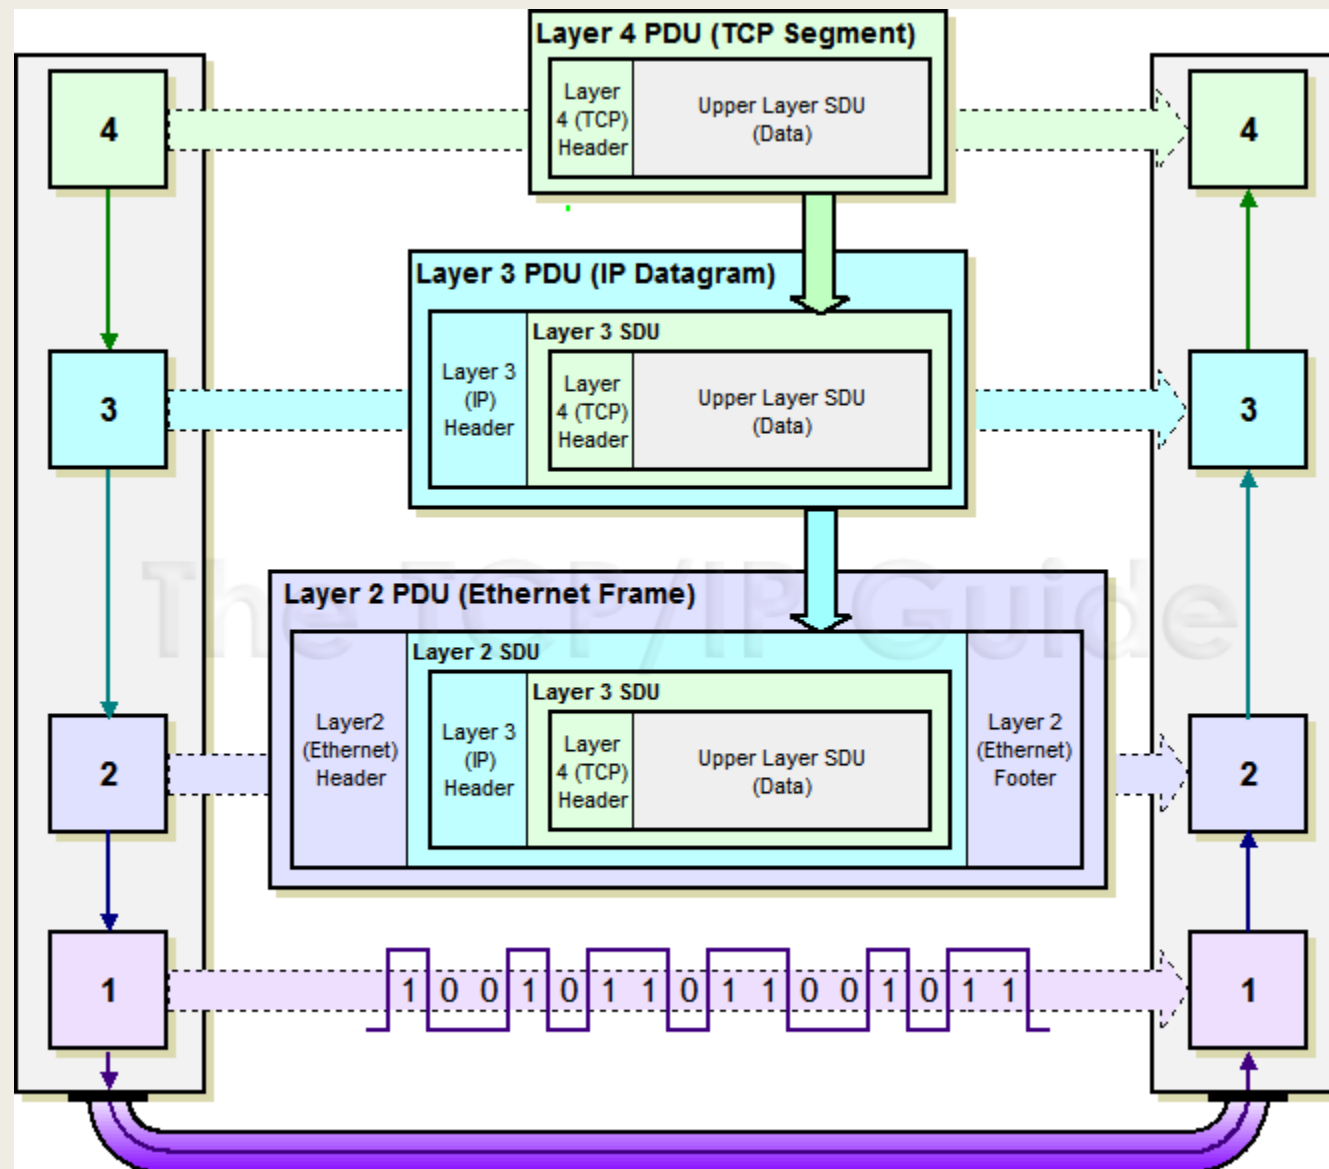 Layer 4 PDU (TCP Segment)
Layer
4 (TCP)
Header
Upper Layer SDU
(Data)
4
4
Layer 3 PDU (IP Datagram)
Layer 3 SDU
Layer 3
(IP)
Header
Layer
4 (TCP)
Header
Upper Layer SDU
(Data)
3
3
The TCP/IP Guide
Layer 2 PDU (Ethernet Frame)
Layer 2 SDU
Layer 3 SDU
Layer2
(Ethernet)
Header
Layer 3
(IP)
Header
Layer
4 (TCP)
Header
Upper Layer SDU
(Data)
Layer 2
(Ethernet)
Footer
2
2
1
1 0 0 1 0 1 1 0 1 1 0 0 1 0 1 1
1